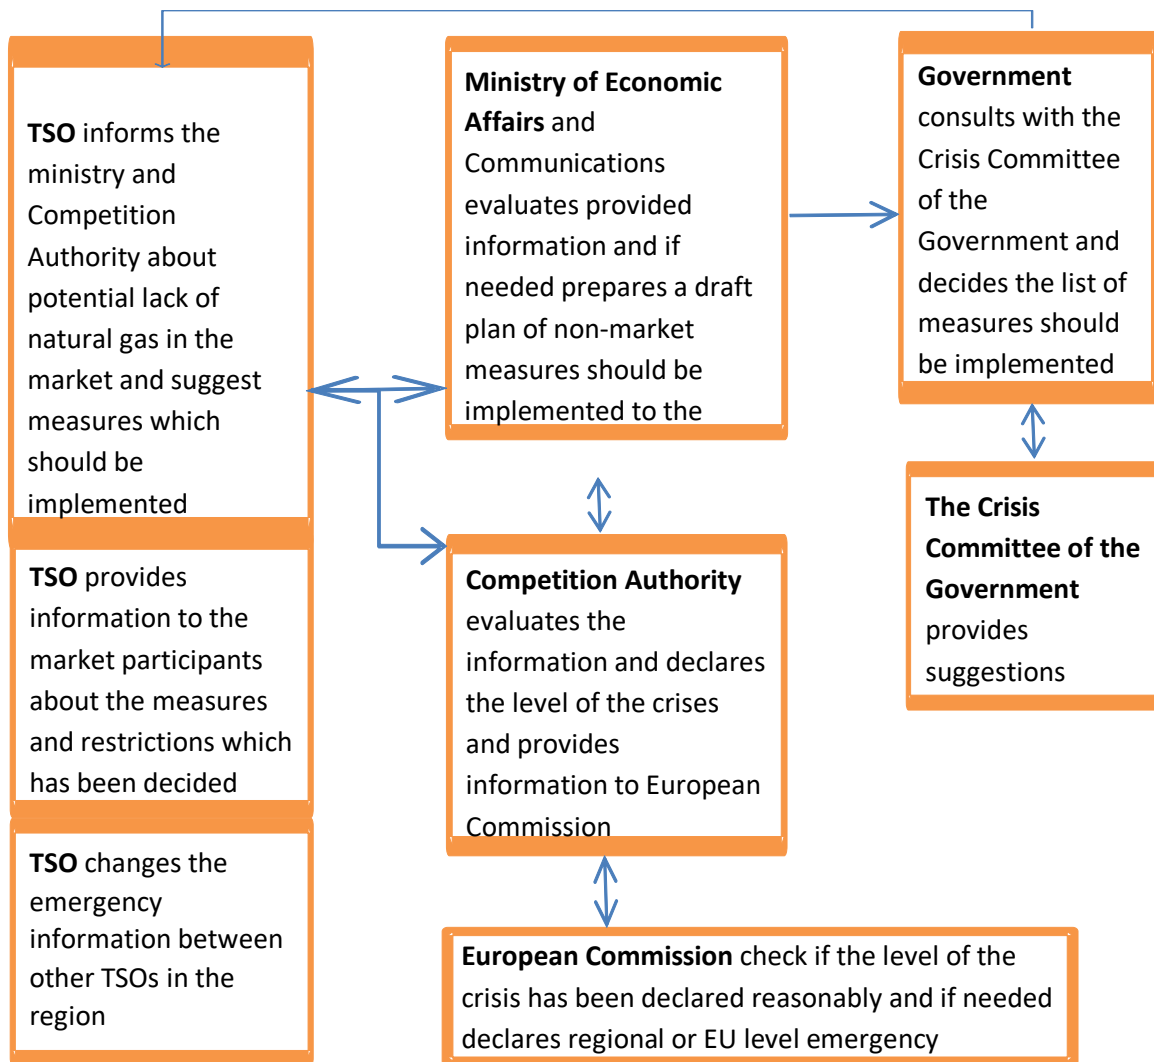 TSO informs the
ministry and
Competition
Authority about
potential lack of
natural gas in the
market and suggest
measures which
should be
implemented
TSO provides
information to the
market participants
about the measures
and restrictions which
has been decided
TSO changes the
emergency
information between
other TSOs in the
region
Ministry of Economic
Affairs and
Communications
evaluates provided
information and if
needed prepares a draft
plan of non-market
measures should be
implemented to the
Competition Authority
evaluates the
information and declares
the level of the crises
and provides
information to European
Commission
European Commission check if the level of the
crisis has been declared reasonably and if needed
declares regional or EU level emergency
Government
consults with the
Crisis Committee
of the
Government and
decides the list of
measures should
be implemented
The Crisis
Committee of the
Government
provides
suggestions